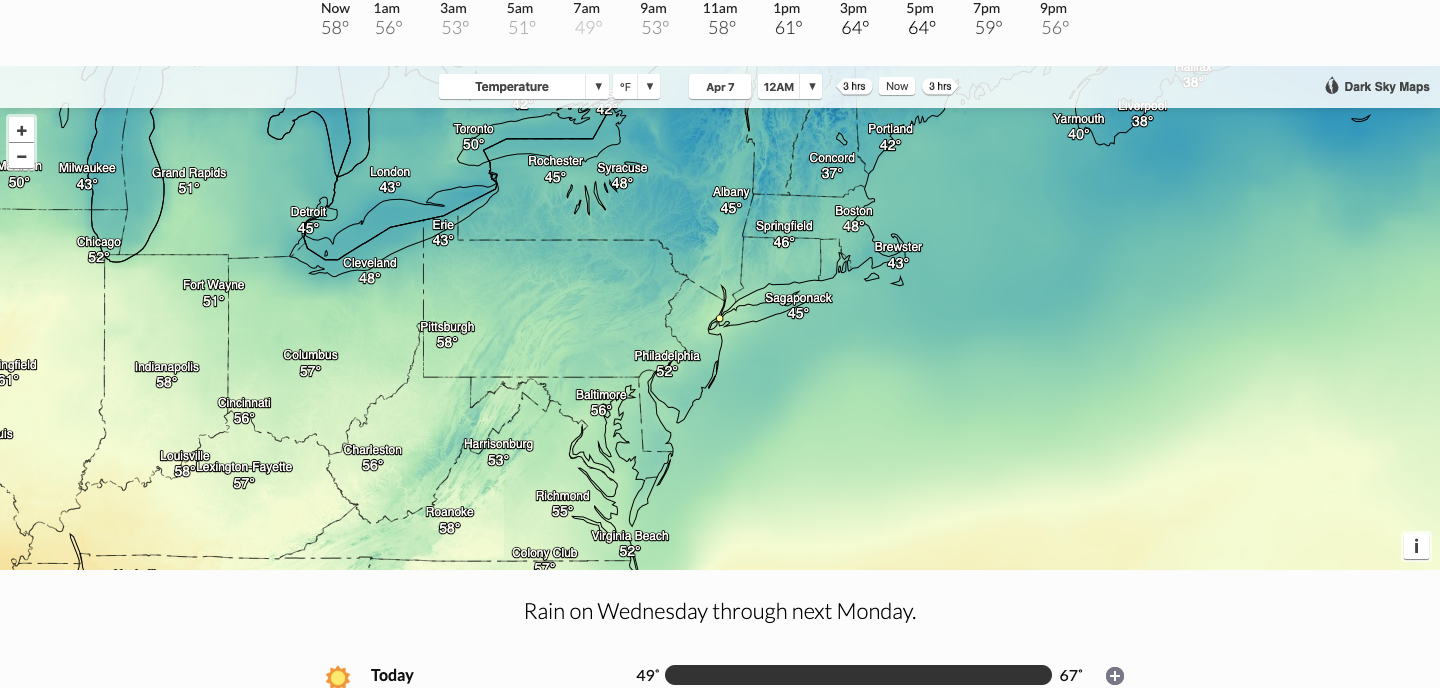 Now 1am 3am 5am 7am 9am 11am 1pm 3pm 5pm 7pm 9pm
58° 56° 53° 51° 49° 53° 58° 61° 64° 64° 59° 56°
Temperature ▼ °F ▼ Apr 7 12AM ▼ 3 hrs Now 3 hrs
Dark Sky Maps
Halifax
38°
42°
42°
Liverpool
38°
Yarmouth
40°
+
−
Toronto
50°
Portland
42°
50°
Milwaukee
43°
Grand Rapids
51°
London
43°
Rochester
45°
Syracuse
48°
Concord
37°
Albany
45°
Detroit
45°
Erie
43°
Springfield
46°
Boston
48°
Chicago
52°
Cleveland
48°
Brewster
43°
Fort Wayne
51°
Sagaponack
45°
Pittsburgh
58°
ingfield
61°
Indianapolis
58°
Columbus
57°
Philadelphia
52°
Cincinnati
56°
Baltimore
56°
uis
Louisville
58°
Lexington-Fayette
57°
Charleston
56°
Harrisonburg
53°
Richmond
55°
Roanoke
58°
Virginia Beach
52°
Colony Club
57°
i
Rain on Wednesday through next Monday.
Today 49° 67° +